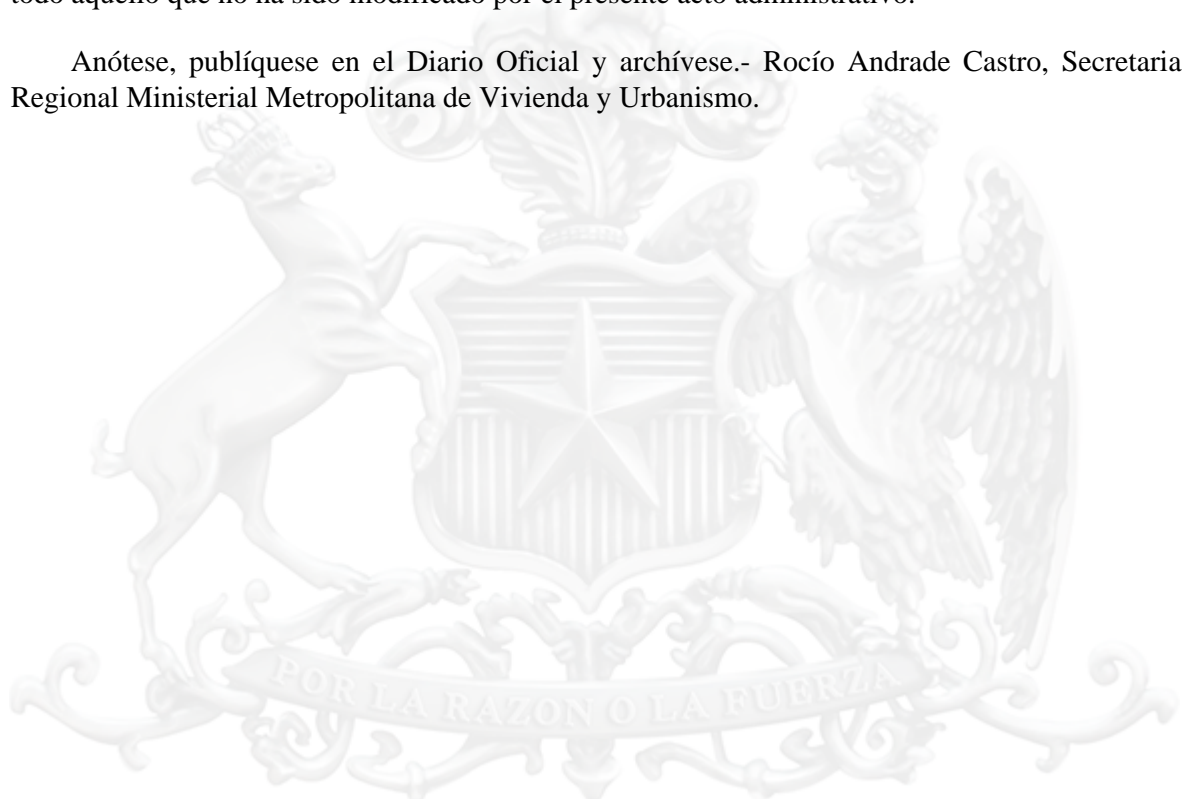 todo aquello que no ha sido modificado por el presente acto administrativo.
Anótese, publíquese en el Diario Oficial y archívese.- Rocío Andrade Castro, Secretaria
Regional Ministerial Metropolitana de Vivienda y Urbanismo.
POR LA RAZON O LA FUERZA